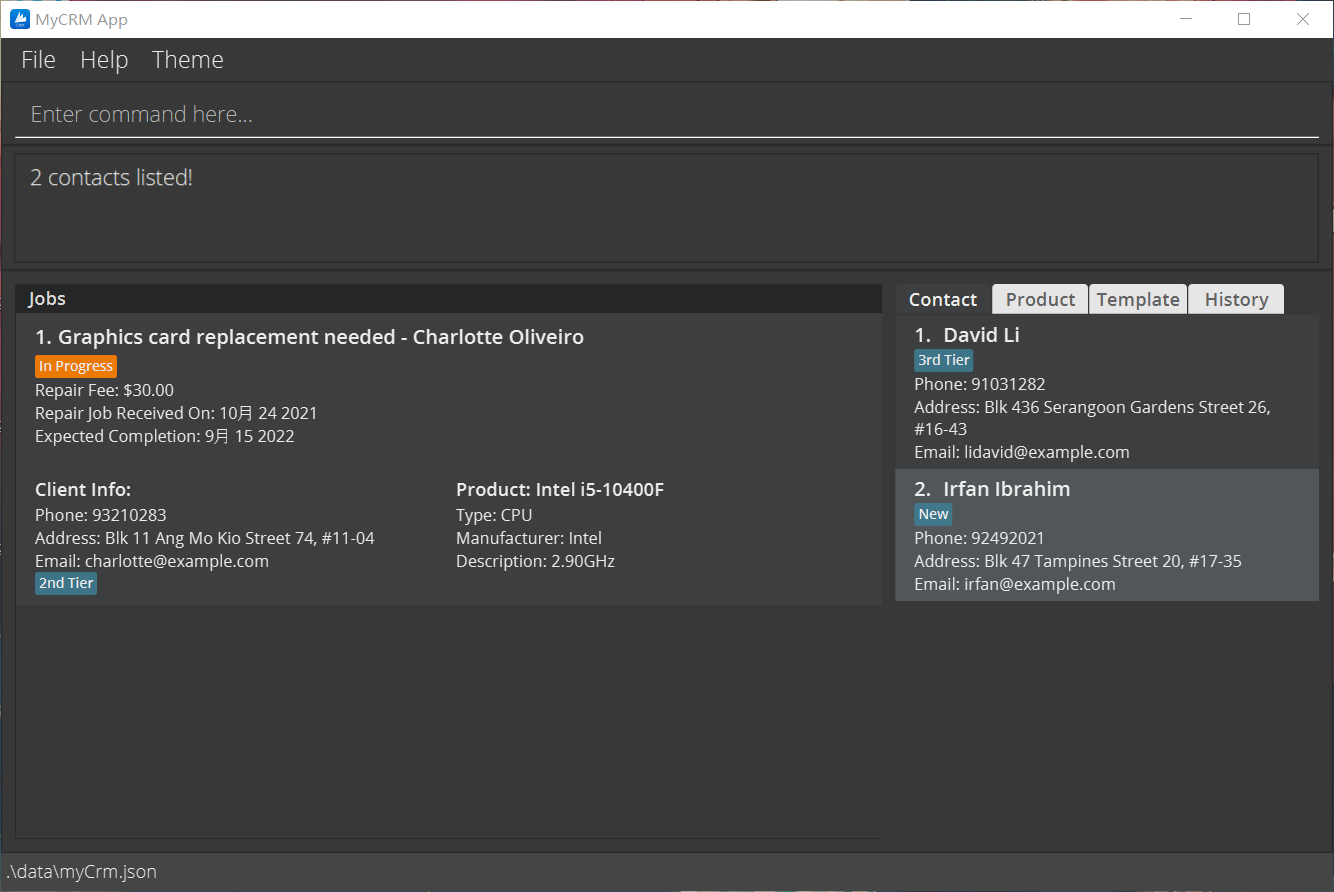 MyCRM App
File Help Theme
Enter command here...
2 contacts listed!
Jobs
1. Graphics card replacement needed - Charlotte Oliveiro
In Progress
Repair Fee: $30.00
Repair Job Received On: 10月 24 2021
Expected Completion: 9月 15 2022
Client Info:
Phone: 93210283
Address: Blk 11 Ang Mo Kio Street 74, #11-04
Email: charlotte@example.com
2nd Tier
Product: Intel i5-10400F
Type: CPU
Manufacturer: Intel
Description: 2.90GHz
Contact Product Template History
1. David Li
3rd Tier
Phone: 91031282
Address: Blk 436 Serangoon Gardens Street 26,
#16-43
Email: lidavid@example.com
2. Irfan Ibrahim
New
Phone: 92492021
Address: Blk 47 Tampines Street 20, #17-35
Email: irfan@example.com
.\data\myCrm.json